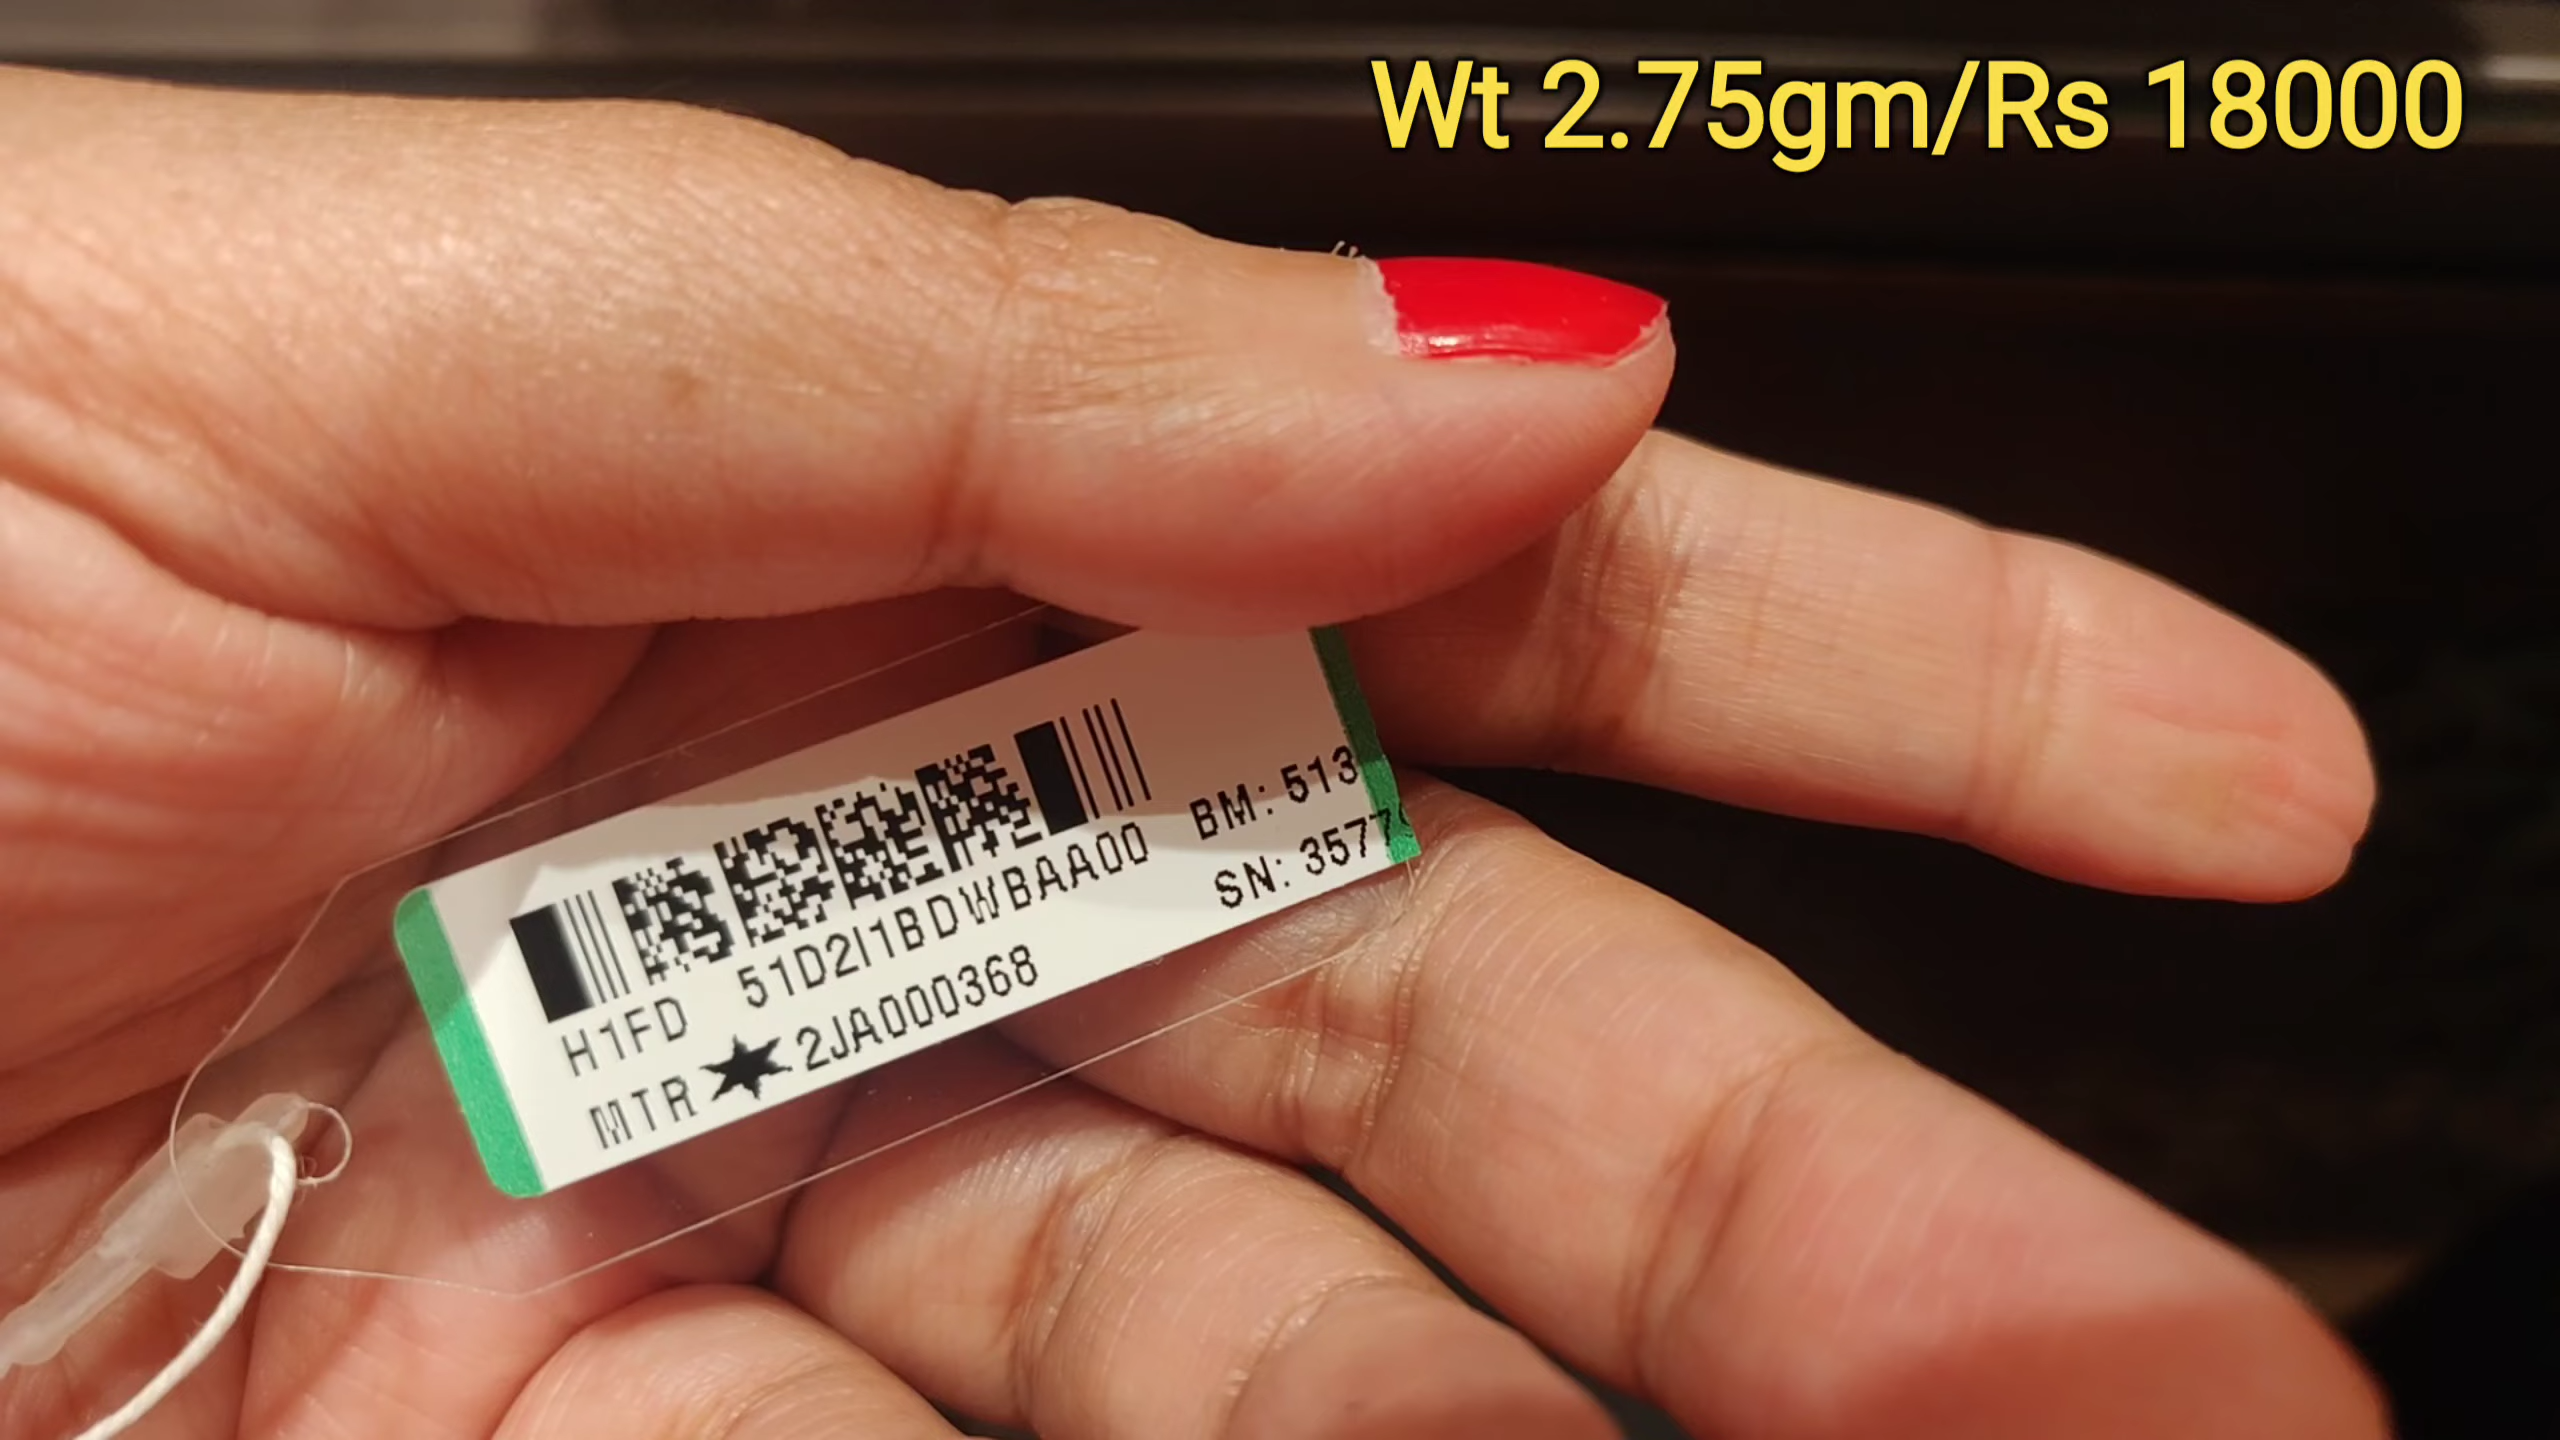 Wt 2.75gm/Rs 18000
H1FD 51D2I1BDWBAA00
MTR★2JA000368
BM: 513
SN: 3577